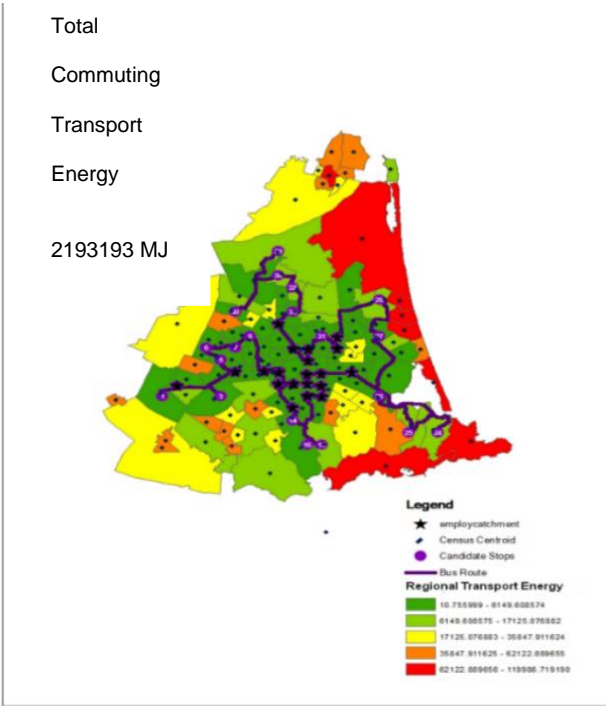 Total
Commuting
Transport
Energy
2193193 MJ
Legend
employcatchment
Census Centroid
Candidate Stops
Bus Route
Regional Transport Energy
10.755999 - 6149.608574
6149.608575 - 17125.076882
17125.076883 - 35847.911624
35847.911625 - 62122.889655
62122.889656 - 119986.719190